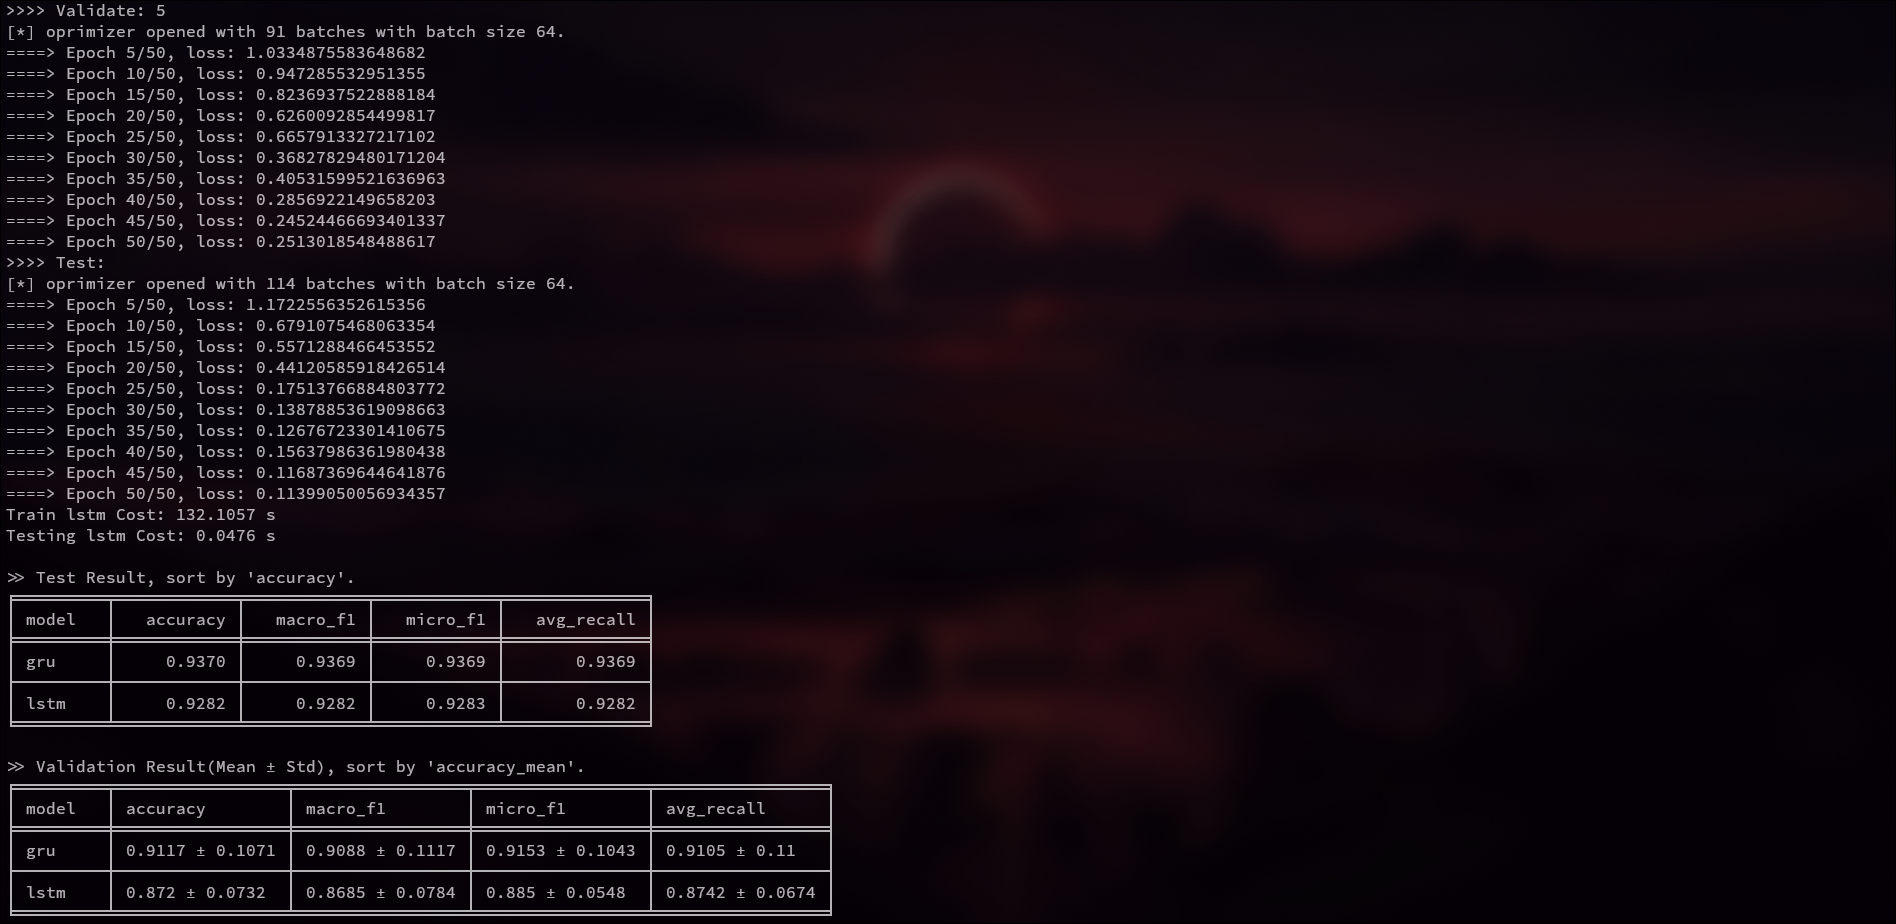 >>>> Validate: 5
[*] oprimizer opened with 91 batches with batch size 64.
====> Epoch 5/50, loss: 1.0334875583648682
====> Epoch 10/50, loss: 0.947285532951355
====> Epoch 15/50, loss: 0.8236937522888184
====> Epoch 20/50, loss: 0.6260092854499817
====> Epoch 25/50, loss: 0.6657913327217102
====> Epoch 30/50, loss: 0.36827829480171204
====> Epoch 35/50, loss: 0.40531599521636963
====> Epoch 40/50, loss: 0.2856922149658203
====> Epoch 45/50, loss: 0.24524466693401337
====> Epoch 50/50, loss: 0.2513018548488617
>>>> Test:
[*] oprimizer opened with 114 batches with batch size 64.
====> Epoch 5/50, loss: 1.1722556352615356
====> Epoch 10/50, loss: 0.6791075468063354
====> Epoch 15/50, loss: 0.5571288466453552
====> Epoch 20/50, loss: 0.44120585918426514
====> Epoch 25/50, loss: 0.17513766884803772
====> Epoch 30/50, loss: 0.13878853619098663
====> Epoch 35/50, loss: 0.12676723301410675
====> Epoch 40/50, loss: 0.15637986361980438
====> Epoch 45/50, loss: 0.11687369644641876
====> Epoch 50/50, loss: 0.11399050056934357
Train lstm Cost: 132.1057 s
Testing lstm Cost: 0.0476 s
>> Test Result, sort by 'accuracy'.
model accuracy macro_f1 micro_f1 avg_recall
gru 0.9370 0.9369 0.9369 0.9369
lstm 0.9282 0.9282 0.9283 0.9282
>> Validation Result(Mean ± Std), sort by 'accuracy_mean'.
model accuracy macro_f1 micro_f1 avg_recall
gru 0.9117 ± 0.1071 0.9088 ± 0.1117 0.9153 ± 0.1043 0.9105 ± 0.11
lstm 0.872 ± 0.0732 0.8685 ± 0.0784 0.885 ± 0.0548 0.8742 ± 0.0674